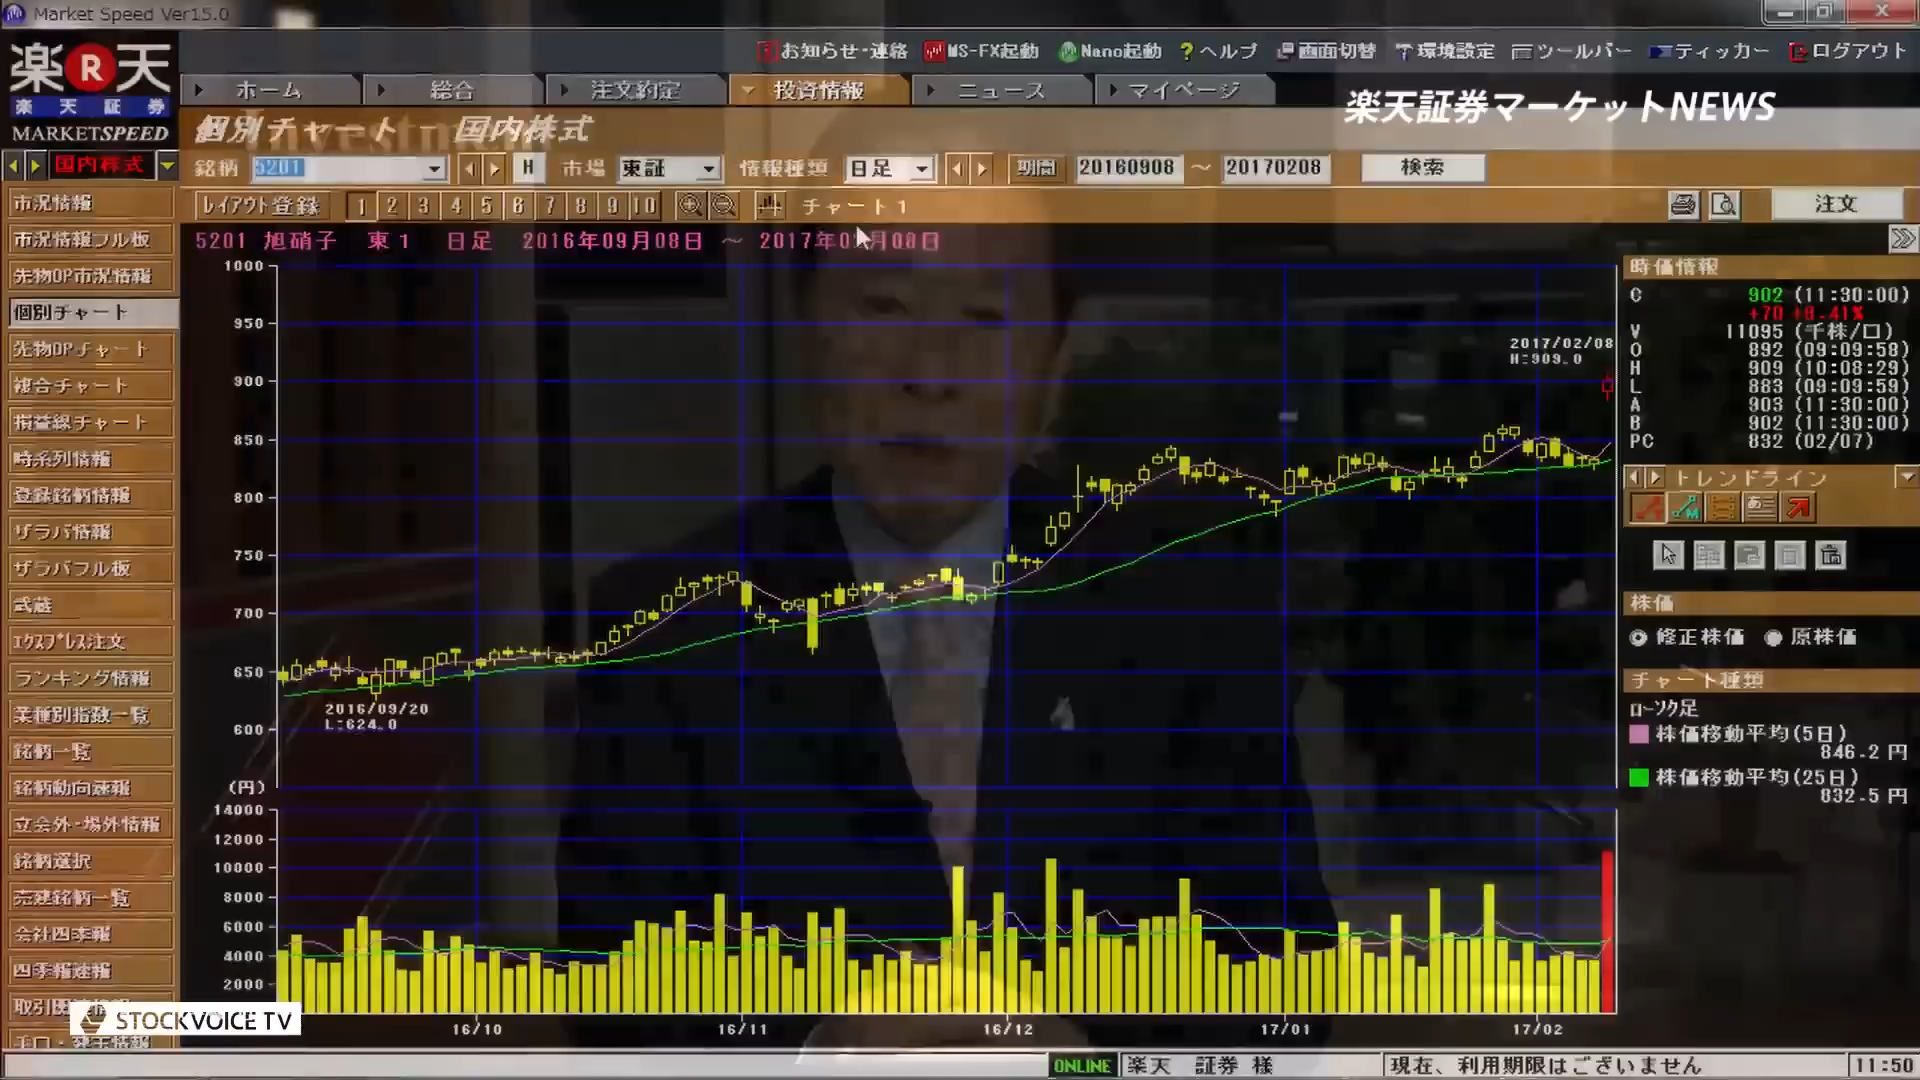 Market Speed Ver15.0
楽 R 天
楽天証券
MARKETSPEED
お知らせ・連絡 MS-FX起動 Nano起動 ? ヘルプ 画面切替 環境設定 ツールバー ティッカー ログアウト
ホーム 総合 注文約定 投資情報 ニュース マイページ
楽天証券マーケットNEWS
個別チャート 国内株式
国内株式
銘柄 5201 H 市場 東証 情報種類 日足 期間 20160908 ～ 20170208 検索
レイアウト登録 1 2 3 4 5 6 7 8 9 10 チャート1 注文
5201 旭硝子 東1 日足 2016年09月08日 ～ 2017年02月08日
市況情報
市況情報フル板
先物OP市況情報
個別チャート
先物OPチャート
複合チャート
損益線チャート
時系列情報
登録銘柄情報
ザラバ情報
ザラバフル板
武蔵
エクスプレス注文
ランキング情報
業種別指数一覧
銘柄一覧
銘柄動向速報
立会外・場外情報
銘柄選択
売建銘柄一覧
会社四季報
四季報速報
1000
950
900
850
800
750
700
650
600
(円)
2017/02/08
H:909.0
2016/09/20
L:624.0
14000
12000
10000
8000
6000
4000
2000
16/10 16/11 16/12 17/01 17/02
時価情報
C 902 (11:30:00)
+70 +8.41%
V 11095 (千株/口)
O 892 (09:09:58)
H 909 (10:08:29)
L 883 (09:09:59)
A 903 (11:30:00)
B 902 (11:30:00)
PC 832 (02/07)
トレンドライン
株価
修正株価 原株価
チャート種類
ローソク足
株価移動平均(5日)
846.2 円
株価移動平均(25日)
832.5 円
STOCKVOICE TV
ONLINE 楽天 証券 様 現在、利用期限はございません 11:50